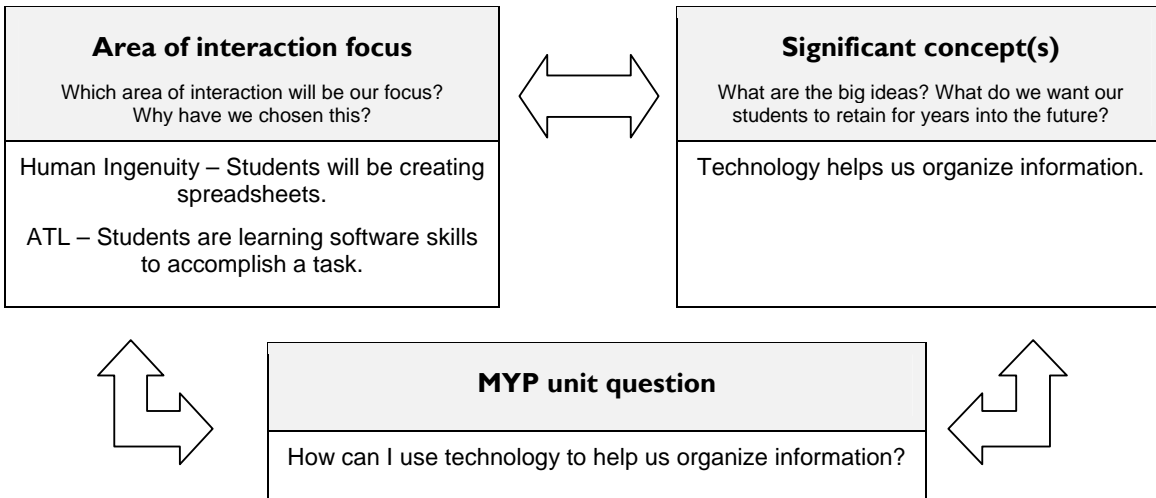 Area of interaction focus
Which area of interaction will be our focus?
Why have we chosen this?
Human Ingenuity – Students will be creating
spreadsheets.
ATL – Students are learning software skills
to accomplish a task.
Significant concept(s)
What are the big ideas? What do we want our
students to retain for years into the future?
Technology helps us organize information.
MYP unit question
How can I use technology to help us organize information?